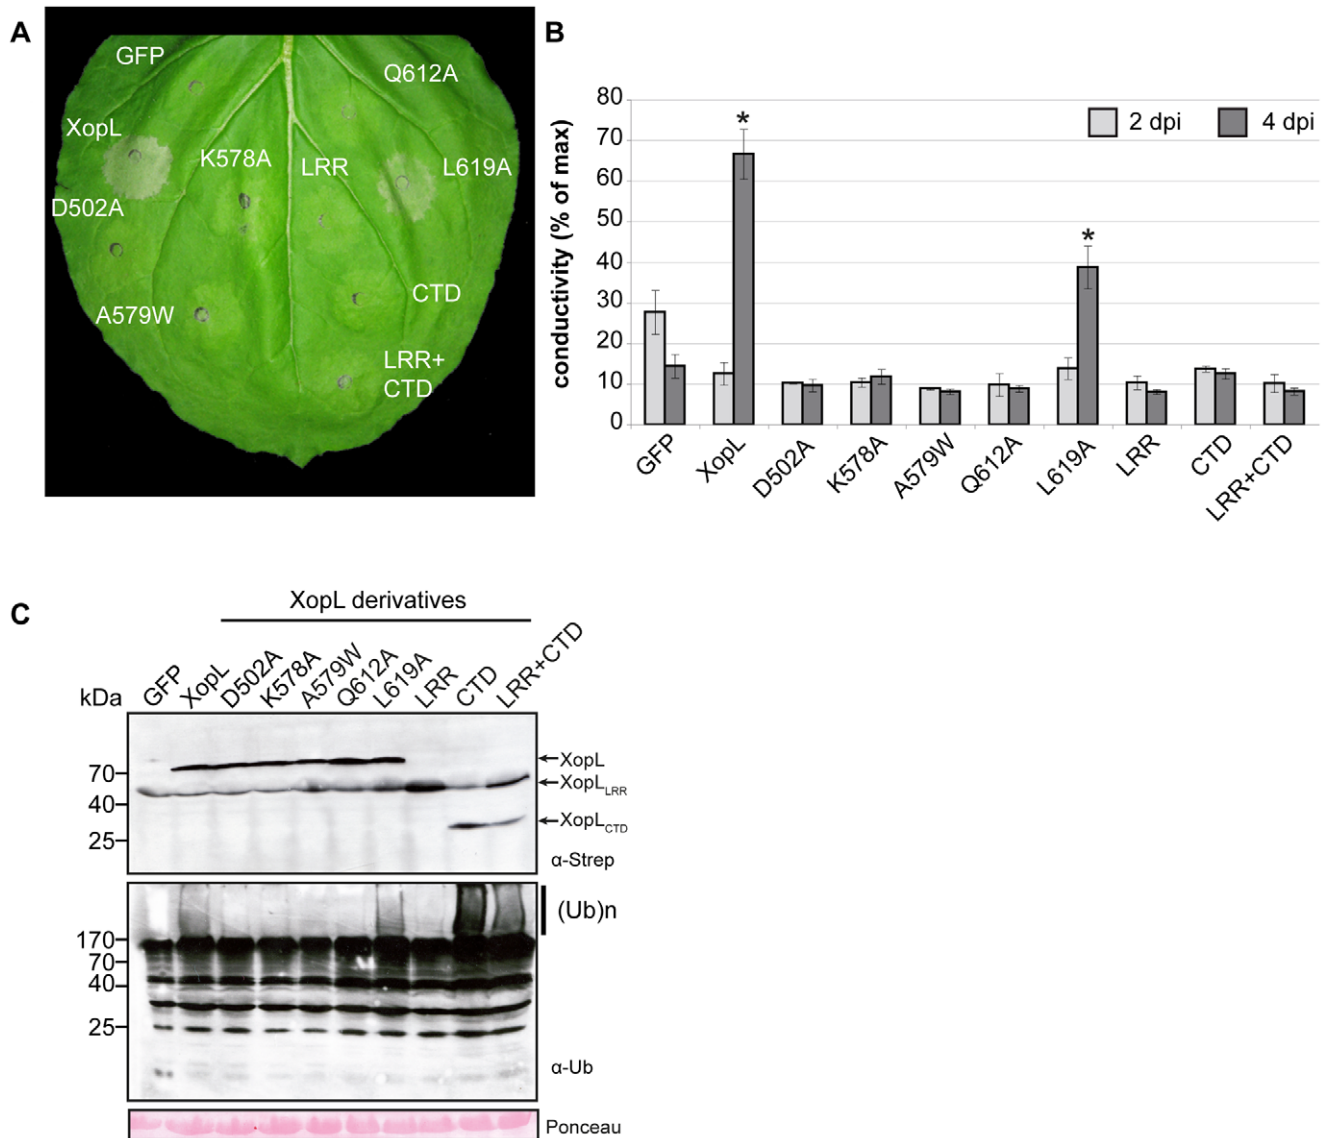 A
GFP
Q612A
XopL
K578A
LRR
L619A
D502A
CTD
A579W
LRR+
CTD
B
conductivity (% of max)
80
70
60
50
40
30
20
10
0
2 dpi
4 dpi
*
*
GFP
XopL
D502A
K578A
A579W
Q612A
L619A
LRR
CTD
LRR+CTD
C
XopL derivatives
kDa
GFP
XopL
D502A
K578A
A579W
Q612A
L619A
LRR
CTD
LRR+CTD
70
40
25
XopL
XopLLRR
XopLCTD
α-Strep
170
70
40
25
(Ub)n
α-Ub
Ponceau